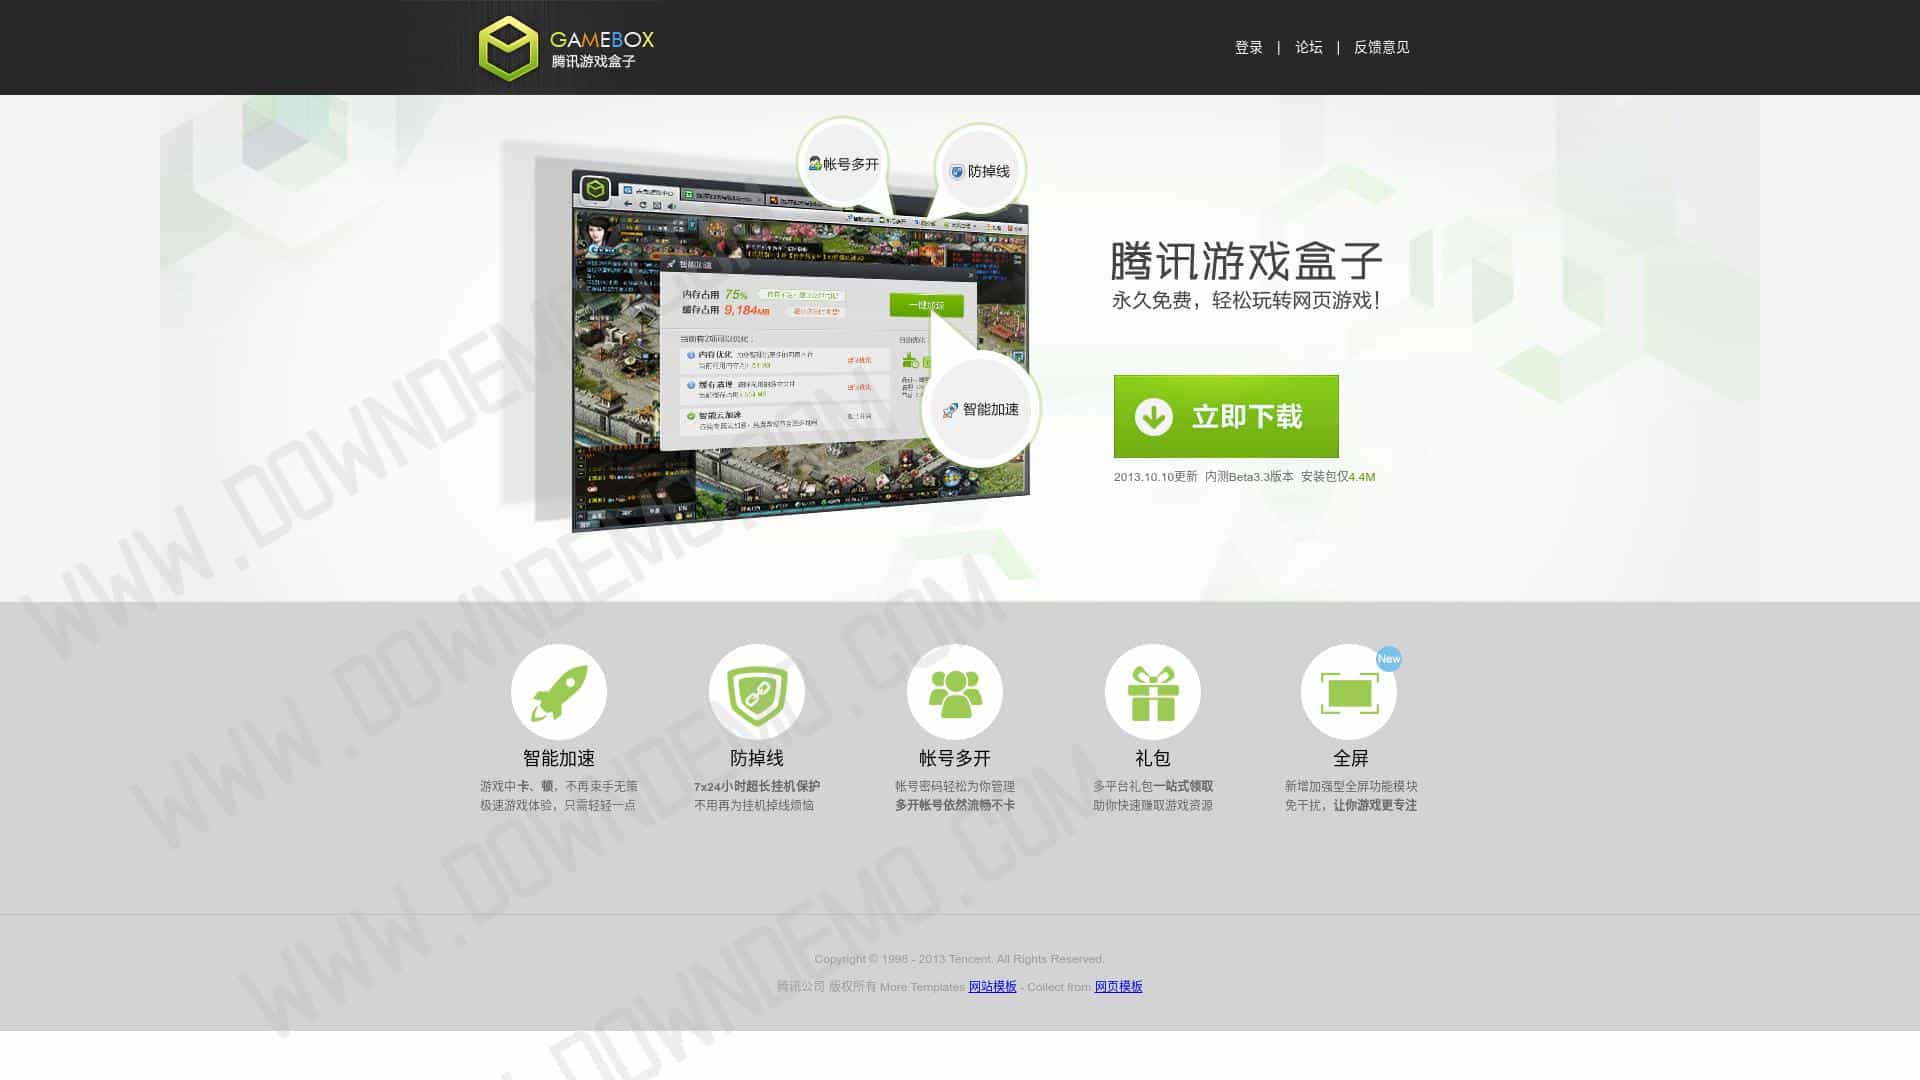 GAMEBOX
腾讯游戏盒子
登录 | 论坛 | 反馈意见
帐号多开
防掉线
智能加速
内存占用 75%
缓存占用 9,184MB
智能加速
腾讯游戏盒子
永久免费，轻松玩转网页游戏！
立即下载
2013.10.10更新 内测Beta3.3版本 安装包仅4.4M
New
智能加速
游戏中卡、顿，不再束手无策
极速游戏体验，只需轻轻一点
防掉线
7x24小时超长挂机保护
不用再为挂机掉线烦恼
帐号多开
帐号密码轻松为你管理
多开帐号依然流畅不卡
礼包
多平台礼包一站式领取
助你快速赚取游戏资源
全屏
新增加强型全屏功能模块
免干扰，让你游戏更专注
Copyright © 1998 - 2013 Tencent. All Rights Reserved.
腾讯公司 版权所有 More Templates 网站模板 - Collect from 网页模板
WWW.DOWNDEMO.COM
WWW.DOWNDEMO.COM
WWW.DOWNDEMO.COM
WWW.DOWNDEMO.COM